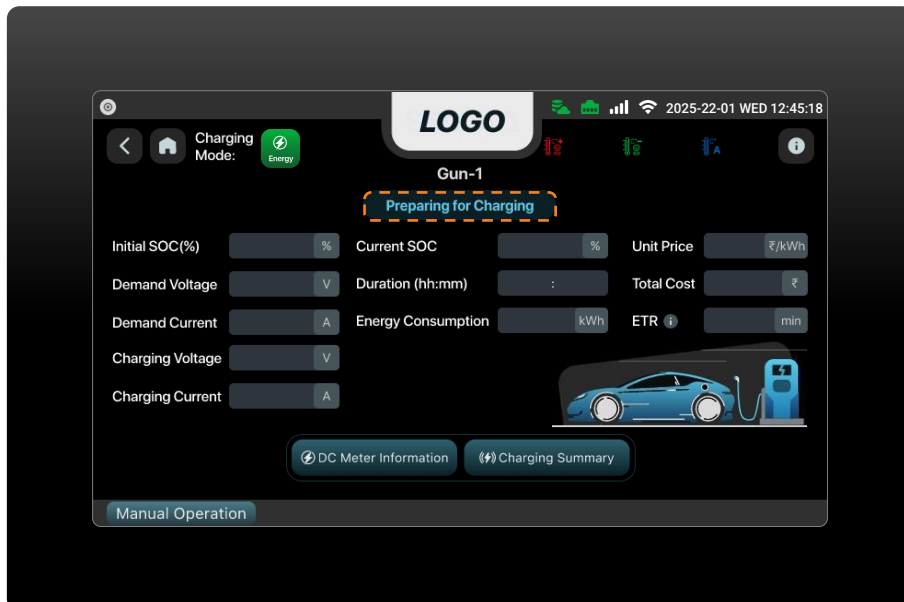 LOGO
2025-22-01 WED 12:45:18
Charging Mode:
Energy
A
Gun-1
Preparing for Charging
Initial SOC(%) %
Current SOC %
Unit Price ₹/kWh
Demand Voltage V
Duration (hh:mm) :
Total Cost ₹
Demand Current A
Energy Consumption kWh
ETR i min
Charging Voltage V
Charging Current A
DC Meter Information
Charging Summary
Manual Operation